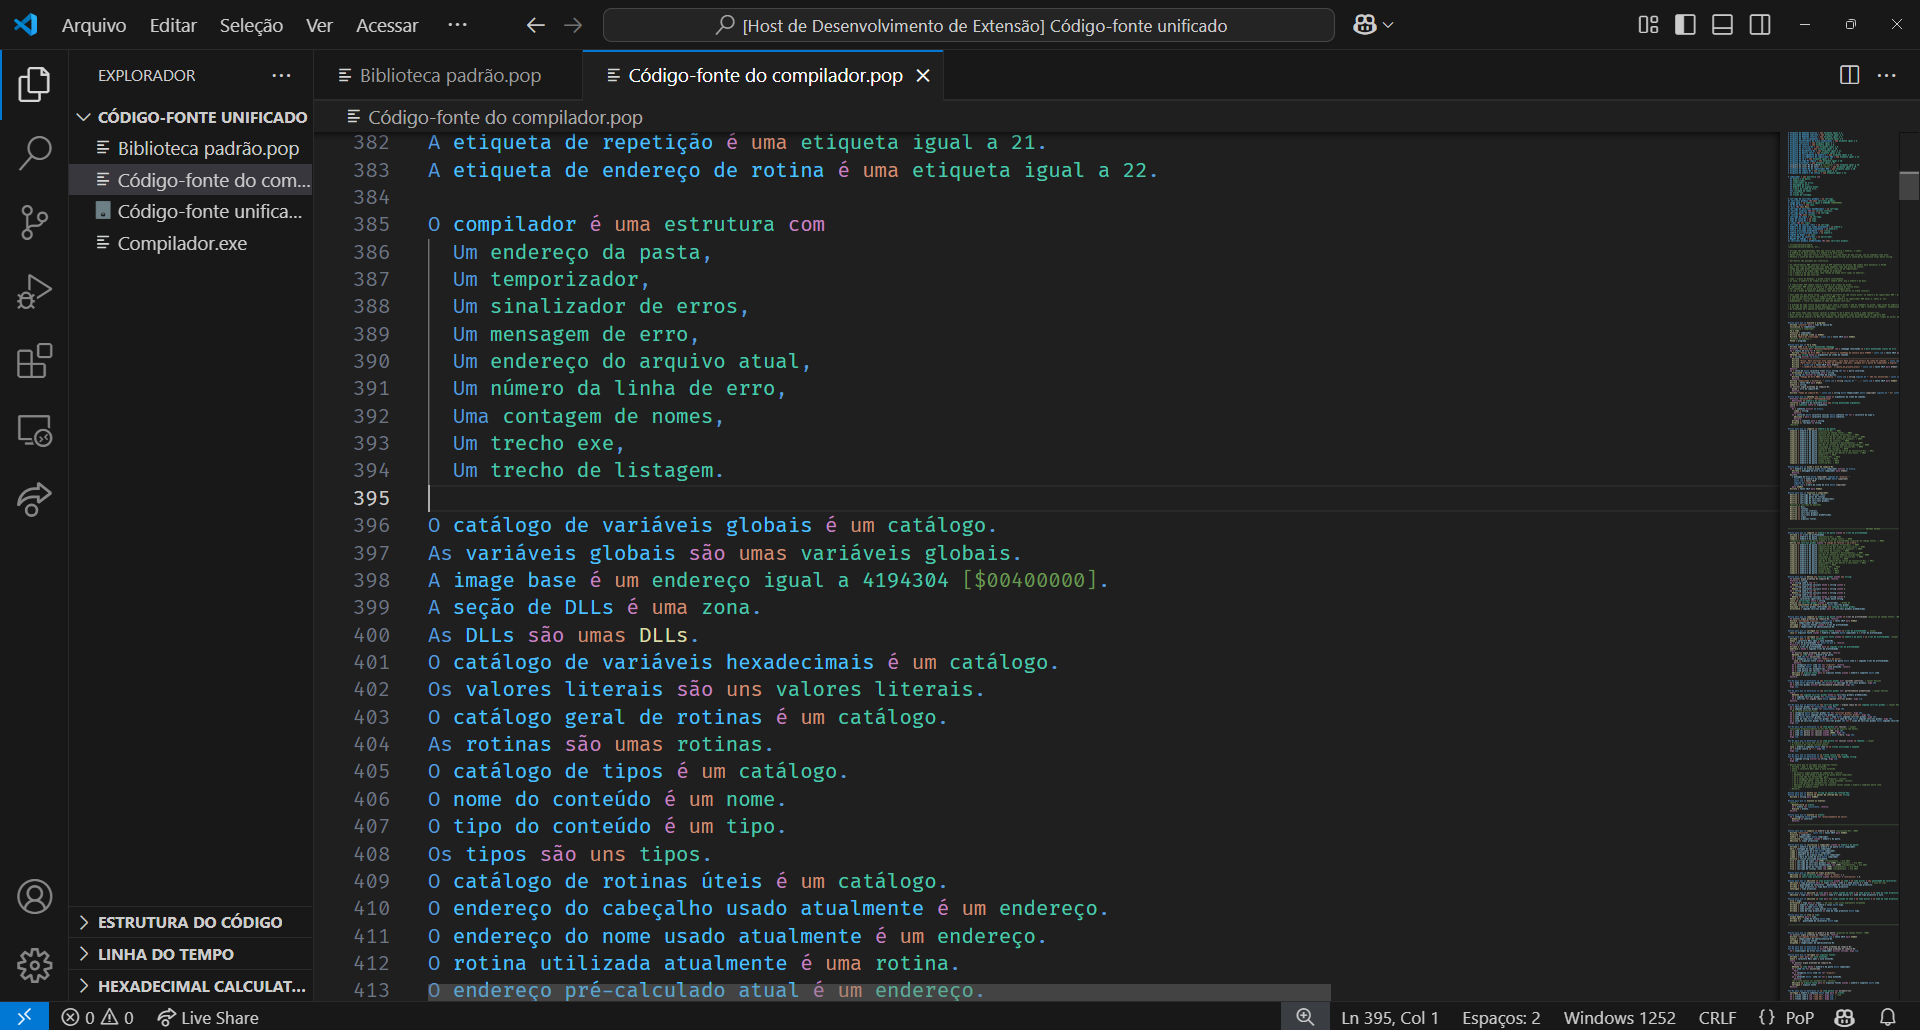 Arquivo Editar Seleção Ver Acessar ··· [Host de Desenvolvimento de Extensão] Código-fonte unificado
EXPLORADOR ···
CÓDIGO-FONTE UNIFICADO
Biblioteca padrão.pop
Código-fonte do com...
Código-fonte unifica...
Compilador.exe
ESTRUTURA DO CÓDIGO
LINHA DO TEMPO
HEXADECIMAL CALCULAT...
Biblioteca padrão.pop Código-fonte do compilador.pop
Código-fonte do compilador.pop
382 A etiqueta de repetição é uma etiqueta igual a 21.
383 A etiqueta de endereço de rotina é uma etiqueta igual a 22.
384
385 O compilador é uma estrutura com
386 Um endereço da pasta,
387 Um temporizador,
388 Um sinalizador de erros,
389 Um mensagem de erro,
390 Um endereço do arquivo atual,
391 Um número da linha de erro,
392 Uma contagem de nomes,
393 Um trecho exe,
394 Um trecho de listagem.
395
396 O catálogo de variáveis globais é um catálogo.
397 As variáveis globais são umas variáveis globais.
398 A image base é um endereço igual a 4194304 [$00400000].
399 A seção de DLLs é uma zona.
400 As DLLs são umas DLLs.
401 O catálogo de variáveis hexadecimais é um catálogo.
402 Os valores literais são uns valores literais.
403 O catálogo geral de rotinas é um catálogo.
404 As rotinas são umas rotinas.
405 O catálogo de tipos é um catálogo.
406 O nome do conteúdo é um nome.
407 O tipo do conteúdo é um tipo.
408 Os tipos são uns tipos.
409 O catálogo de rotinas úteis é um catálogo.
410 O endereço do cabeçalho usado atualmente é um endereço.
411 O endereço do nome usado atualmente é um endereço.
412 O rotina utilizada atualmente é uma rotina.
413 O endereço pré-calculado atual é um endereço.
0 0 Live Share Ln 395, Col 1 Espaços: 2 Windows 1252 CRLF {} PoP